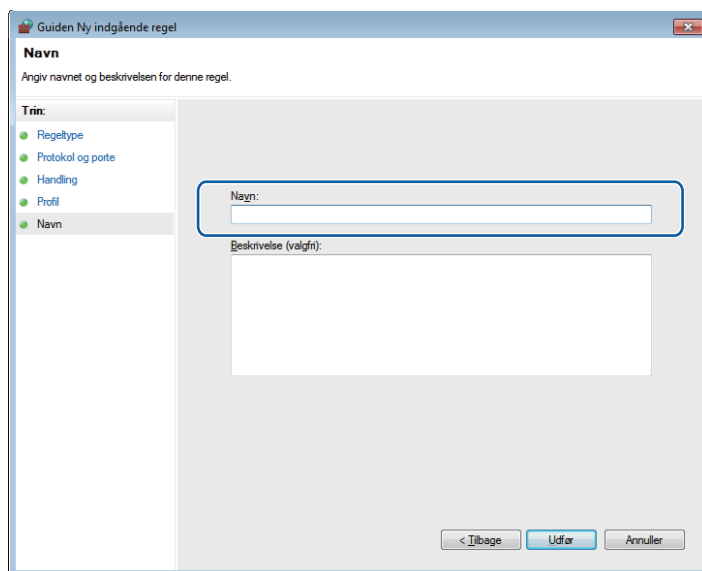 Guiden Ny indgående regel
Navn
Angiv navnet og beskrivelsen for denne regel.
Trin:
Regeltype
Protokol og porte
Handling
Profil
Navn
Navn:
Beskrivelse (valgfri):
< Tilbage
Udfør
Annuller